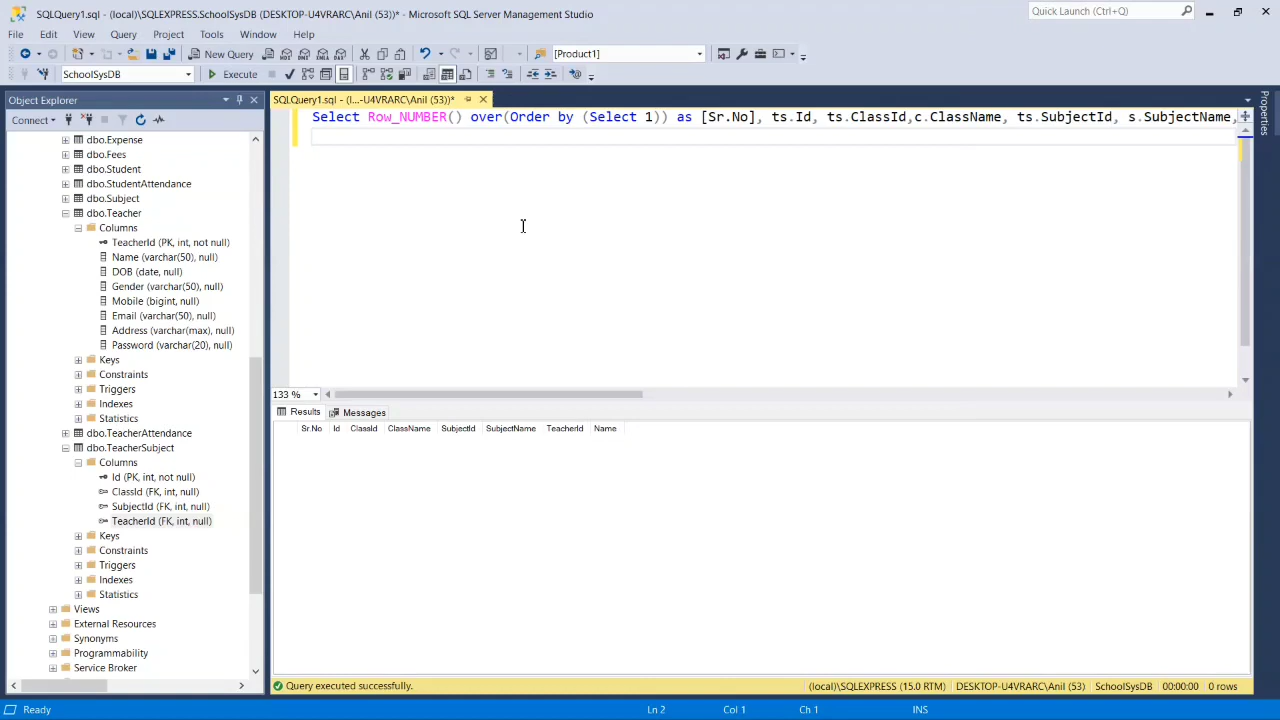 SQLQuery1.sql - (local)\SQLEXPRESS.SchoolSysDB (DESKTOP-U4VRARC\Anil (53))* - Microsoft SQL Server Management Studio
Quick Launch (Ctrl+Q)
File Edit View Query Project Tools Window Help
New Query
[Product1]
SchoolSysDB
Execute
Object Explorer
SQLQuery1.sql - (l...-U4VRARC\Anil (53))*
Properties
Connect
Select Row_NUMBER() over(Order by (Select 1)) as [Sr.No], ts.Id, ts.ClassId,c.ClassName, ts.SubjectId, s.SubjectName,
dbo.Expense
dbo.Fees
dbo.Student
dbo.StudentAttendance
dbo.Subject
dbo.Teacher
Columns
TeacherId (PK, int, not null)
Name (varchar(50), null)
DOB (date, null)
Gender (varchar(50), null)
Mobile (bigint, null)
Email (varchar(50), null)
Address (varchar(max), null)
Password (varchar(20), null)
Keys
Constraints
Triggers
Indexes
Statistics
dbo.TeacherAttendance
dbo.TeacherSubject
Columns
Id (PK, int, not null)
ClassId (FK, int, null)
SubjectId (FK, int, null)
TeacherId (FK, int, null)
Keys
Constraints
Triggers
Indexes
Statistics
Views
External Resources
Synonyms
Programmability
Service Broker
133 %
Results Messages
Sr.No Id ClassId ClassName SubjectId SubjectName TeacherId Name
Query executed successfully.
(local)\SQLEXPRESS (15.0 RTM) DESKTOP-U4VRARC\Anil (53) SchoolSysDB 00:00:00 0 rows
Ready
Ln 2 Col 1 Ch 1 INS